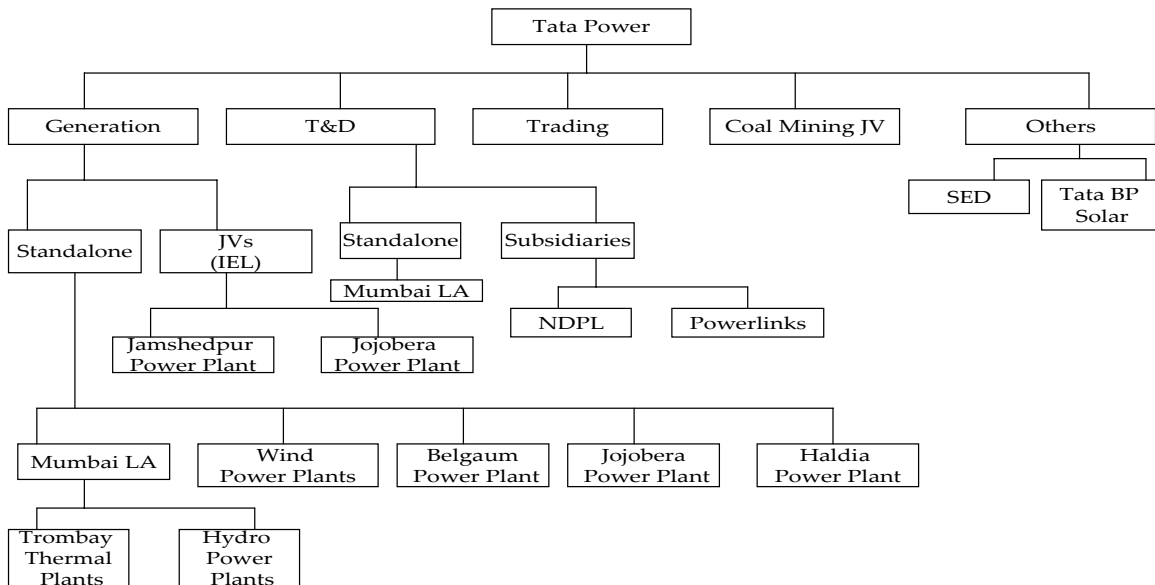 Tata Power
Generation
T&D
Trading
Coal Mining JV
Others
SED
Tata BP
Solar
Standalone
JVs
(IEL)
Standalone
Subsidiaries
Mumbai LA
NDPL
Powerlinks
Jamshedpur
Power Plant
Jojobera
Power Plant
Mumbai LA
Wind
Power Plants
Belgaum
Power Plant
Jojobera
Power Plant
Haldia
Power Plant
Trombay
Thermal
Plants
Hydro
Power
Plants